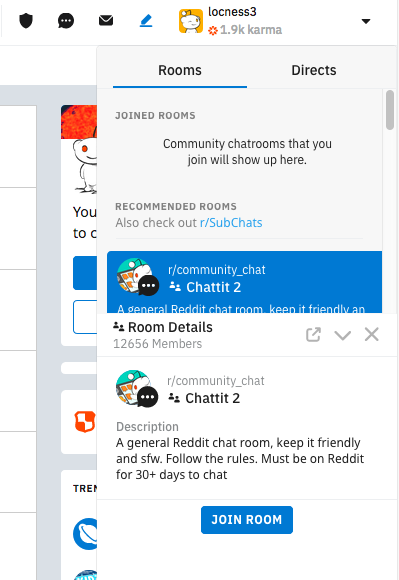 locness3
1.9k karma
Rooms
Directs
JOINED ROOMS
Community chatrooms that you
join will show up here.
RECOMMENDED ROOMS
Also check out r/SubChats
You
to c
r/community_chat
Chattit 2
A general Reddit chat room, keep it friendly an
Room Details
12656 Members
r/community_chat
Chattit 2
Description
A general Reddit chat room, keep it friendly
and sfw. Follow the rules. Must be on Reddit
for 30+ days to chat
TREN
JOIN ROOM